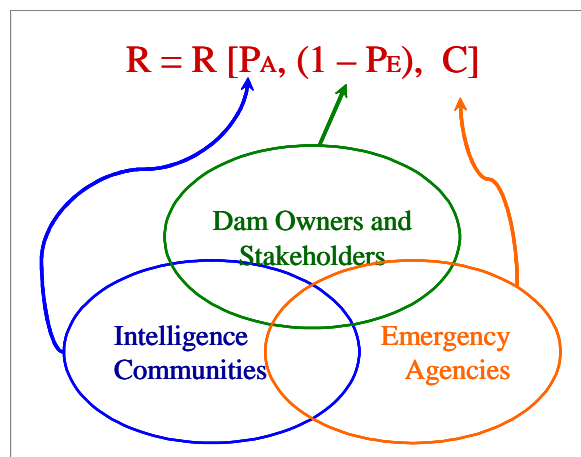 R = R [PA, (1 – PE), C]
Dam Owners and
Stakeholders
Intelligence
Communities
Emergency
Agencies